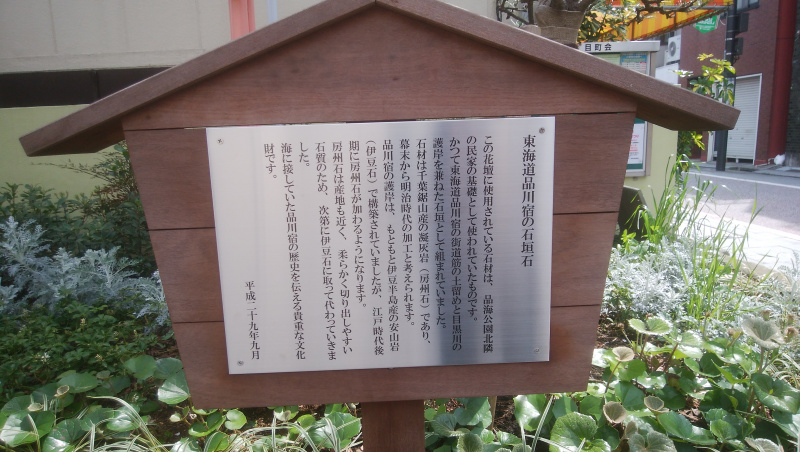 東海道品川宿の石垣石
この花壇に使用されている石材は、品海公園北隣
の民家の基礎として使われていたものです。
かつて東海道品川宿の街道筋の土留めと目黒川の
護岸を兼ねた石垣として組まれていました。
石材は千葉鋸山産の凝灰岩（房州石）であり、
幕末から明治時代の加工と考えられます。
品川宿の護岸は、もともと伊豆半島産の安山岩
（伊豆石）で構築されていましたが、江戸時代後
期に房州石が加わるようになります。
房州石は産地も近く、柔らかく切り出しやすい
石質のため、次第に伊豆石に取って代わっていきま
した。
海に接していた品川宿の歴史を伝える貴重な文化
財です。
平成二十九年九月
目町会